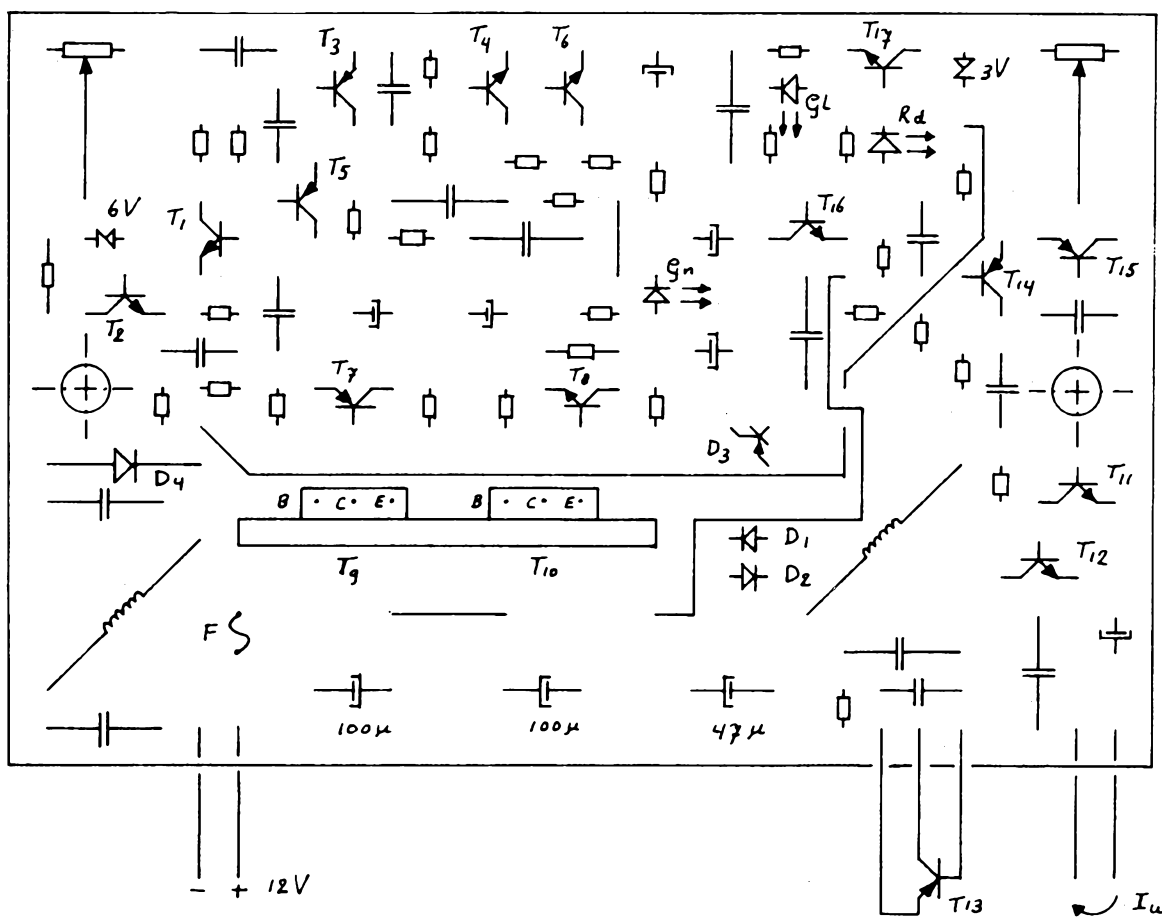 T3 T4 T6 T17
3V
gl
Rd
T5
6V T1 T16
gn T14 T15
T2
T7 T8
D3
D4 T11
B C E B C E
D1
T9 T10 D2 T12
F
100μ 100μ 47μ
- + 12V T13 Iu